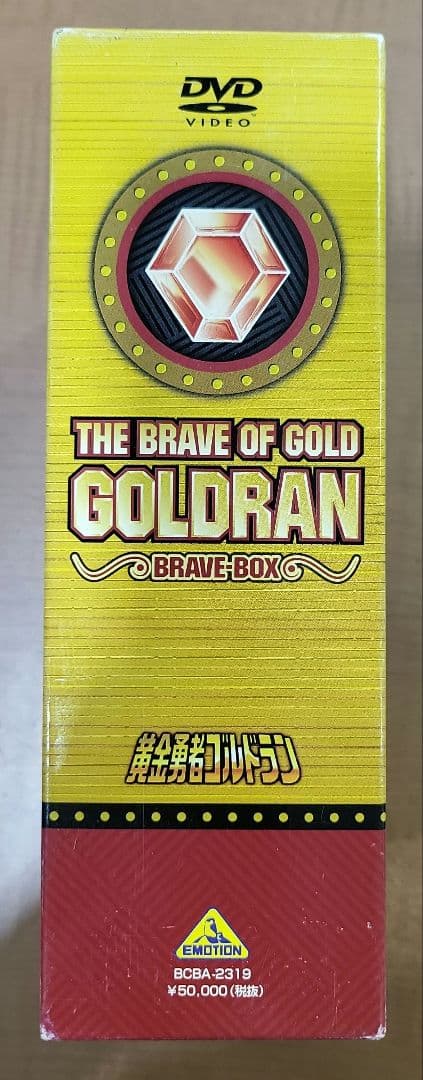 DVD
VIDEO
THE BRAVE OF GOLD
GOLDRAN
BRAVE-BOX
黄金勇者ゴルドラン
EMOTION
BCBA-2319
¥50,000(税抜)